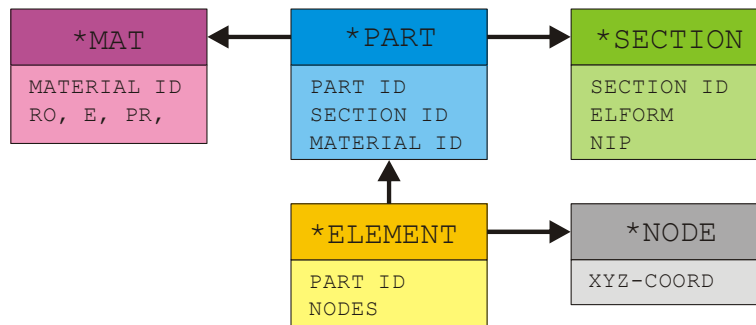 *MAT
MATERIAL ID
RO, E, PR,
*PART
PART ID
SECTION ID
MATERIAL ID
*SECTION
SECTION ID
ELFORM
NIP
*ELEMENT
PART ID
NODES
*NODE
XYZ-COORD